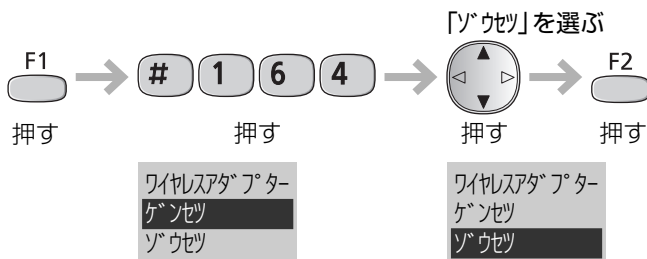 「ｿﾞｳｾﾂ」を選ぶ
F1 # 1 6 4 F2
押す 押す 押す 押す
ﾜｲﾔﾚｽｱﾀﾞﾌﾟﾀｰ ﾜｲﾔﾚｽｱﾀﾞﾌﾟﾀｰ
ｹﾞﾝｾﾂ ｹﾞﾝｾﾂ
ｿﾞｳｾﾂ ｿﾞｳｾﾂ